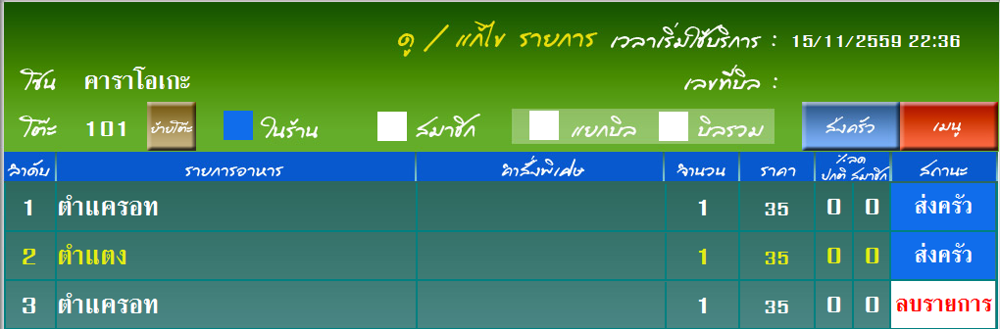 ดู / แก้ไข รายการ เวลาเริ่มใช้บริการ : 15/11/2559 22:36
โซน คาราโอเกะ เลขที่บิล :
โต๊ะ 101 ย้ายโต๊ะ ในร้าน สมาชิก แยกบิล บิลรวม ส่งครัว เมนู
ลำดับ รายการอาหาร คำสั่งพิเศษ จำนวน ราคา %ลด ปกติ สมาชิก สถานะ
1 ตำแครอท 1 35 0 0 ส่งครัว
2 ตำแตง 1 35 0 0 ส่งครัว
3 ตำแครอท 1 35 0 0 ลบรายการ